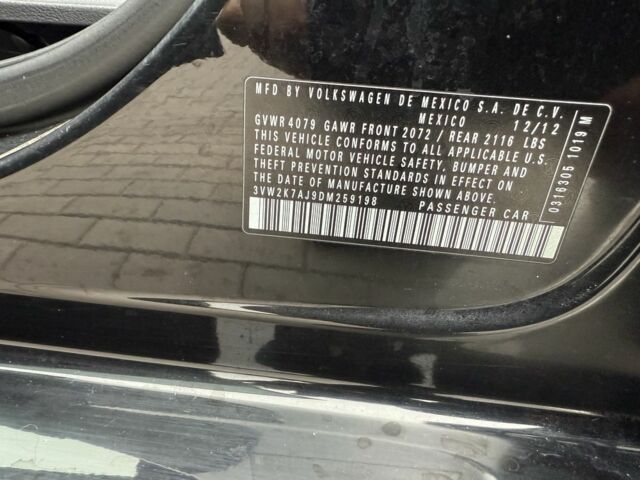 MFD BY VOLKSWAGEN DE MEXICO S.A. DE C.V.
MEXICO 12/12
GVWR 4079 GAWR FRONT 2072 / REAR 2116 LBS
THIS VEHICLE CONFORMS TO ALL APPLICABLE U.S.
FEDERAL MOTOR VEHICLE SAFETY, BUMPER AND
THEFT PREVENTION STANDARDS IN EFFECT ON THE
DATE OF MANUFACTURE SHOWN ABOVE.
3VW2K7AJ9DM259198 PASSENGER CAR
0316305 1019 M